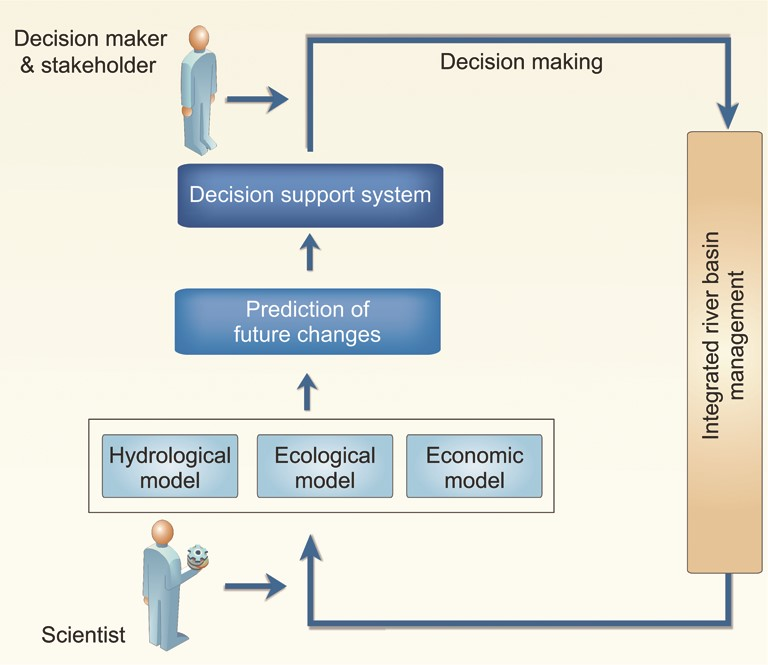 Decision maker
& stakeholder
Decision making
Decision support system
Prediction of
future changes
Integrated river basin
management
Hydrological
model
Ecological
model
Economic
model
Scientist